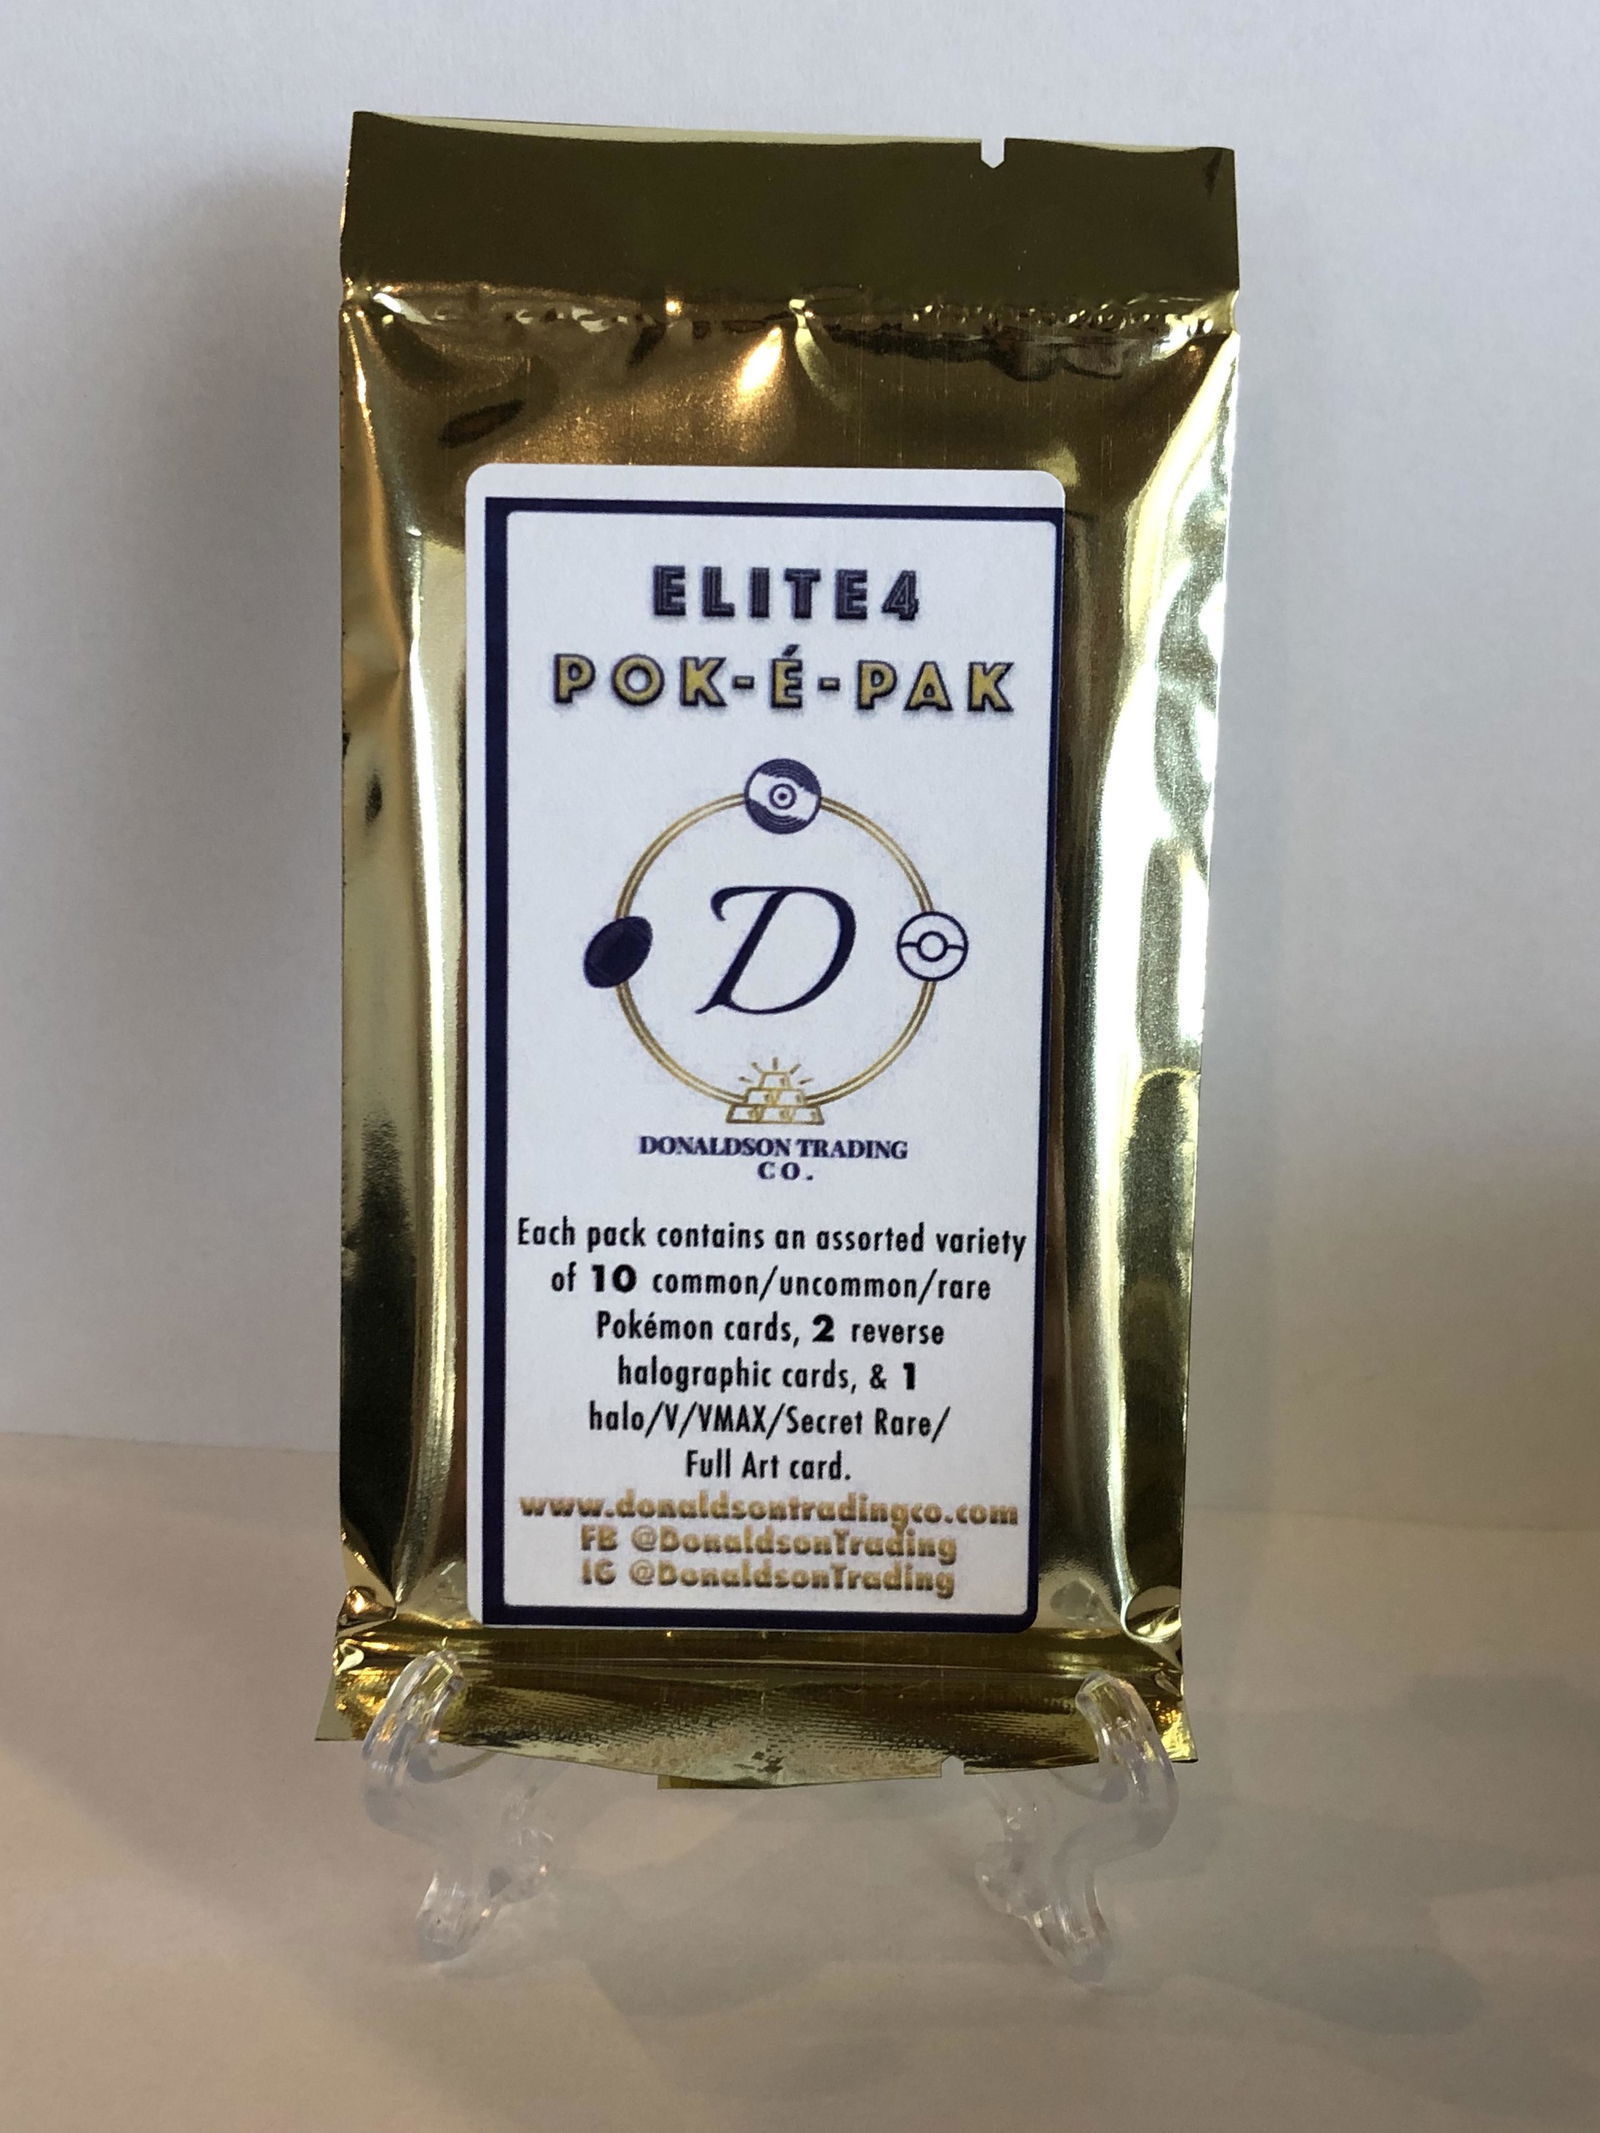 ELITE4
POK-É-PAK
D
DONALDSON TRADING
CO.
Each pack contains an assorted variety
of 10 common/uncommon/rare
Pokémon cards, 2 reverse
halographic cards, & 1
halo/V/VMAX/Secret Rare/
Full Art card.
www.donaldsontradingco.com
FB @DonaldsonTrading
IG @DonaldsonTrading